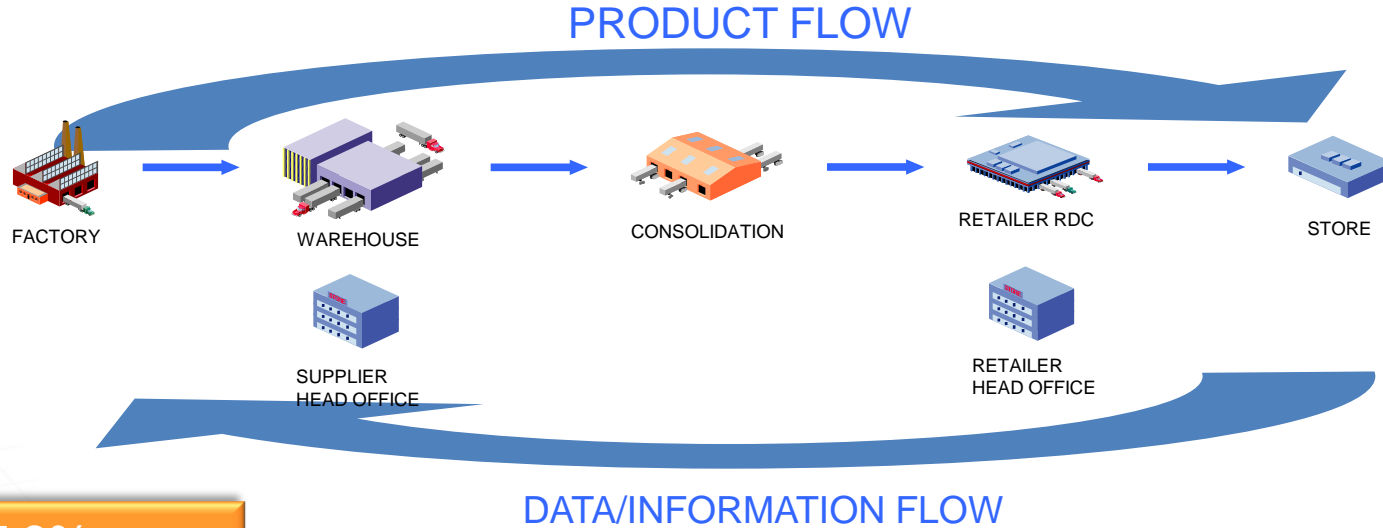 PRODUCT FLOW
FACTORY
WAREHOUSE
CONSOLIDATION
RETAILER RDC
STORE
SUPPLIER
HEAD OFFICE
RETAILER
HEAD OFFICE
DATA/INFORMATION FLOW